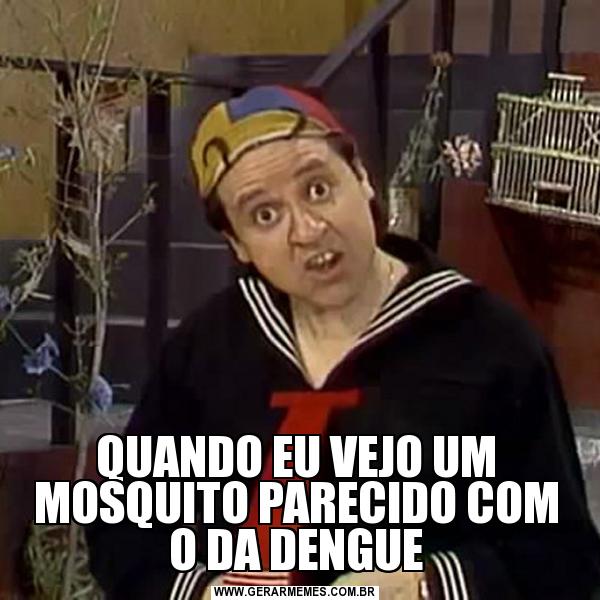 QUANDO EU VEJO UM
MOSQUITO PARECIDO COM
O DA DENGUE
WWW.GERARMEMES.COM.BR